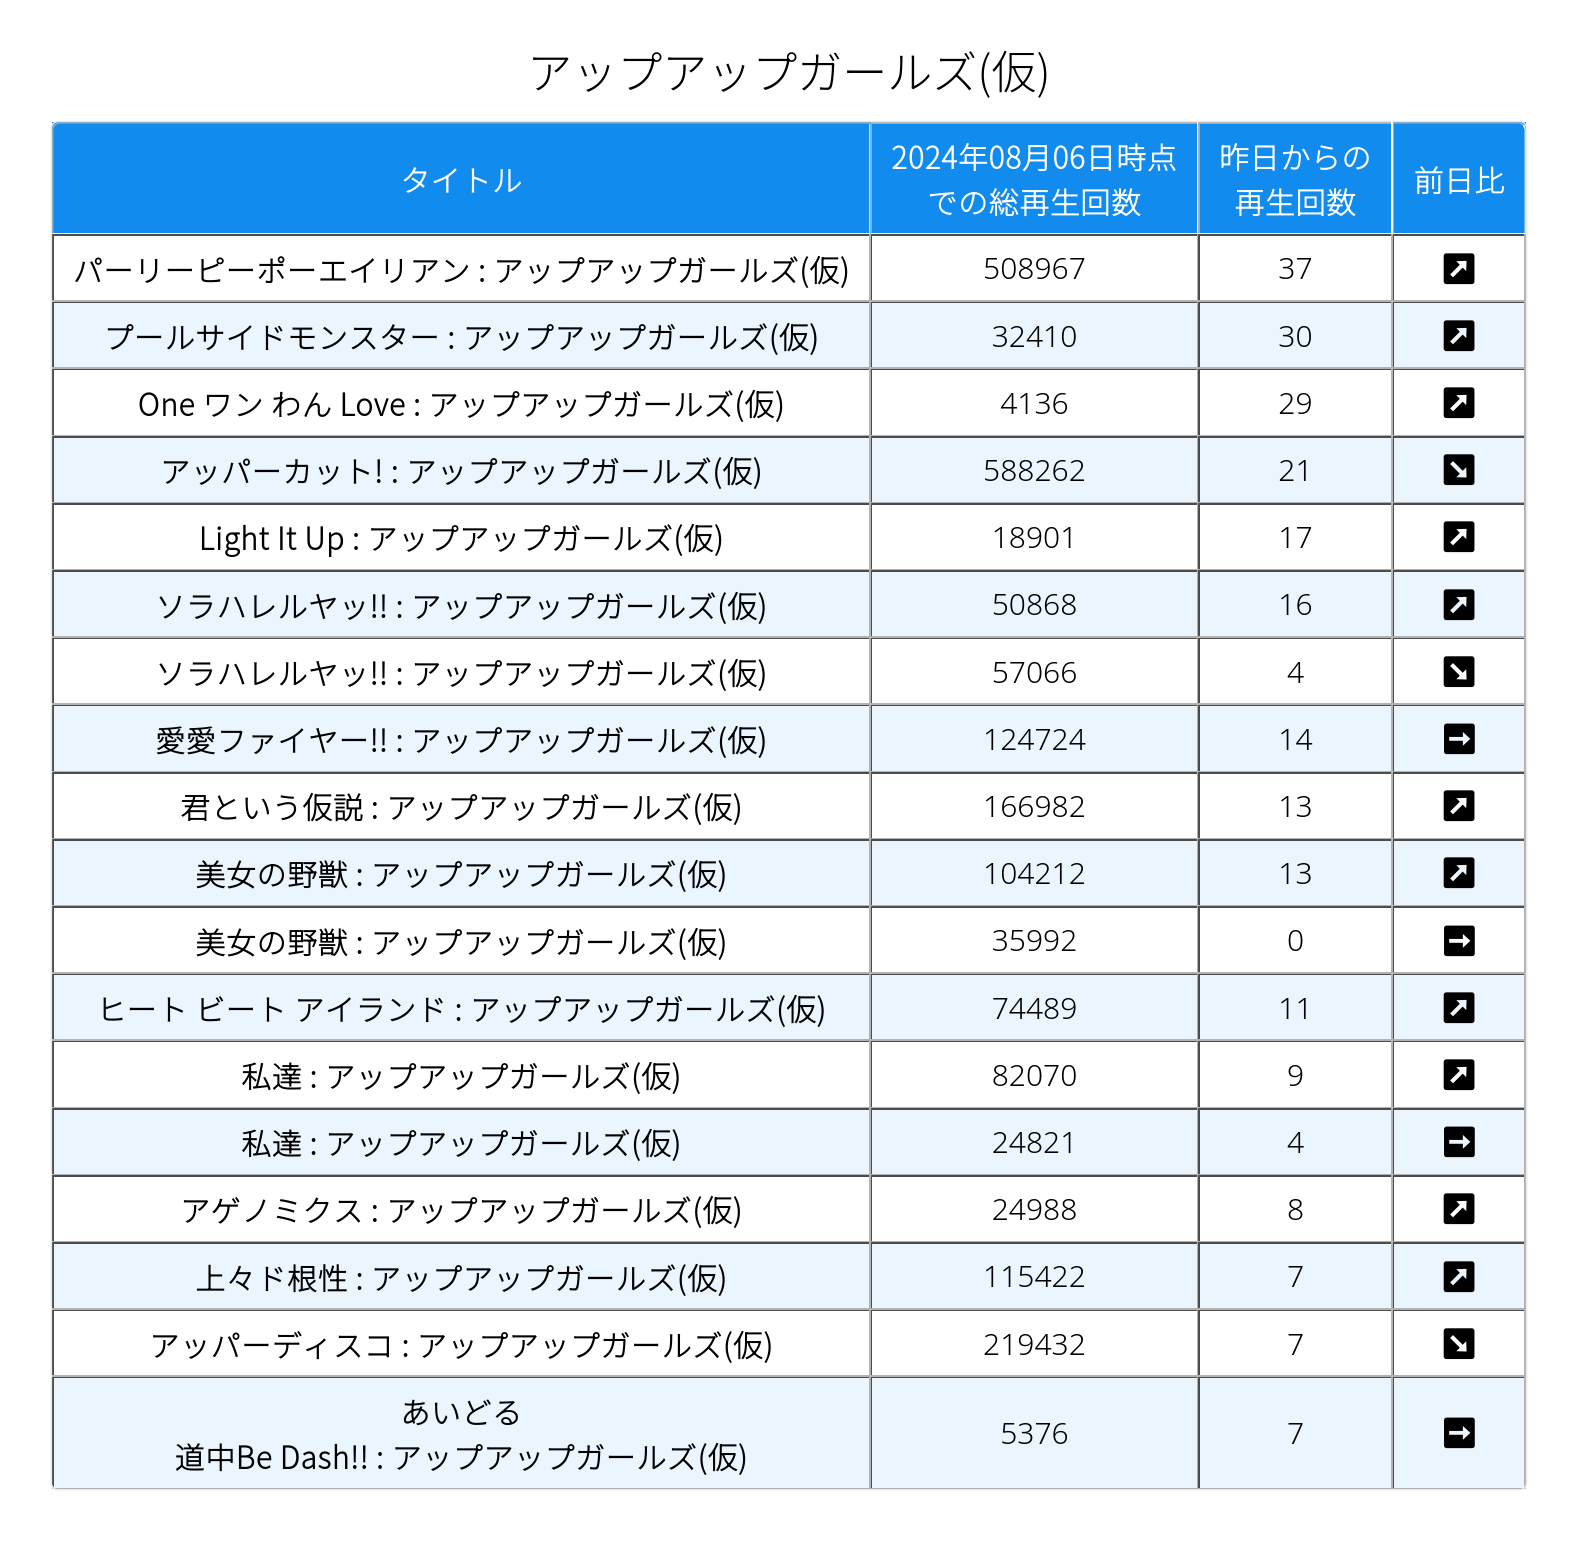 アップアップガールズ(仮)
タイトル
2024年08月06日時点
での総再生回数
昨日からの
再生回数
前日比
パーリーピーポーエイリアン : アップアップガールズ(仮) 508967 37 ↗
プールサイドモンスター : アップアップガールズ(仮) 32410 30 ↗
One ワン わん Love : アップアップガールズ(仮) 4136 29 ↗
アッパーカット! : アップアップガールズ(仮) 588262 21 ↘
Light It Up : アップアップガールズ(仮) 18901 17 ↗
ソラハレルヤッ!! : アップアップガールズ(仮) 50868 16 ↗
ソラハレルヤッ!! : アップアップガールズ(仮) 57066 4 ↘
愛愛ファイヤー!! : アップアップガールズ(仮) 124724 14 →
君という仮説 : アップアップガールズ(仮) 166982 13 ↗
美女の野獣 : アップアップガールズ(仮) 104212 13 ↗
美女の野獣 : アップアップガールズ(仮) 35992 0 →
ヒート ビート アイランド : アップアップガールズ(仮) 74489 11 ↗
私達 : アップアップガールズ(仮) 82070 9 ↗
私達 : アップアップガールズ(仮) 24821 4 →
アゲノミクス : アップアップガールズ(仮) 24988 8 ↗
上々ド根性 : アップアップガールズ(仮) 115422 7 ↗
アッパーディスコ : アップアップガールズ(仮) 219432 7 ↘
あいどる
道中Be Dash!! : アップアップガールズ(仮) 5376 7 →